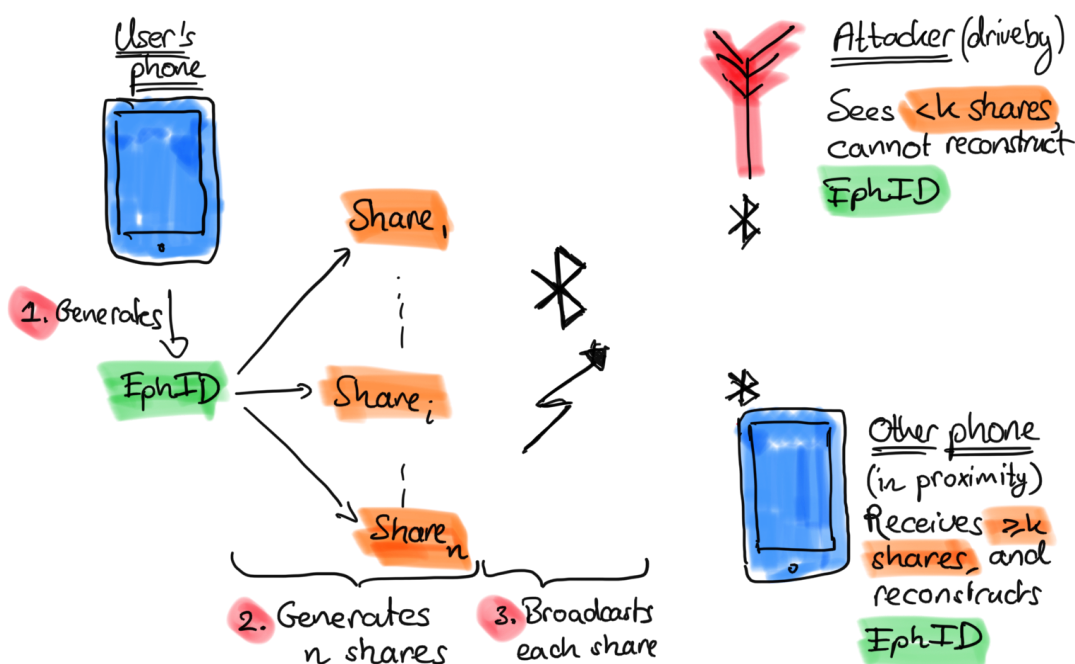 User's
phone
1. Generates
EphID
Share₁
Shareᵢ
Shareₙ
2. Generates
n shares
3. Broadcasts
each share
Attacker (driveby)
Sees <k shares,
cannot reconstruct
EphID
Other phone
(in proximity)
Receives ≥k
shares, and
reconstructs
EphID